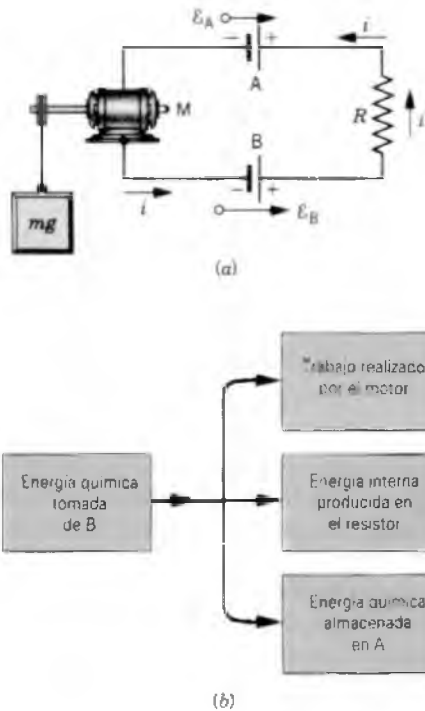 ℰA
i
− +
A
M
R
i
B
− +
i
ℰB
mg
(a)
Trabajo realizado
por el motor
Energía química
tomada
de B
Energía interna
producida en
el resistor
Energía química
almacenada
en A
(b)